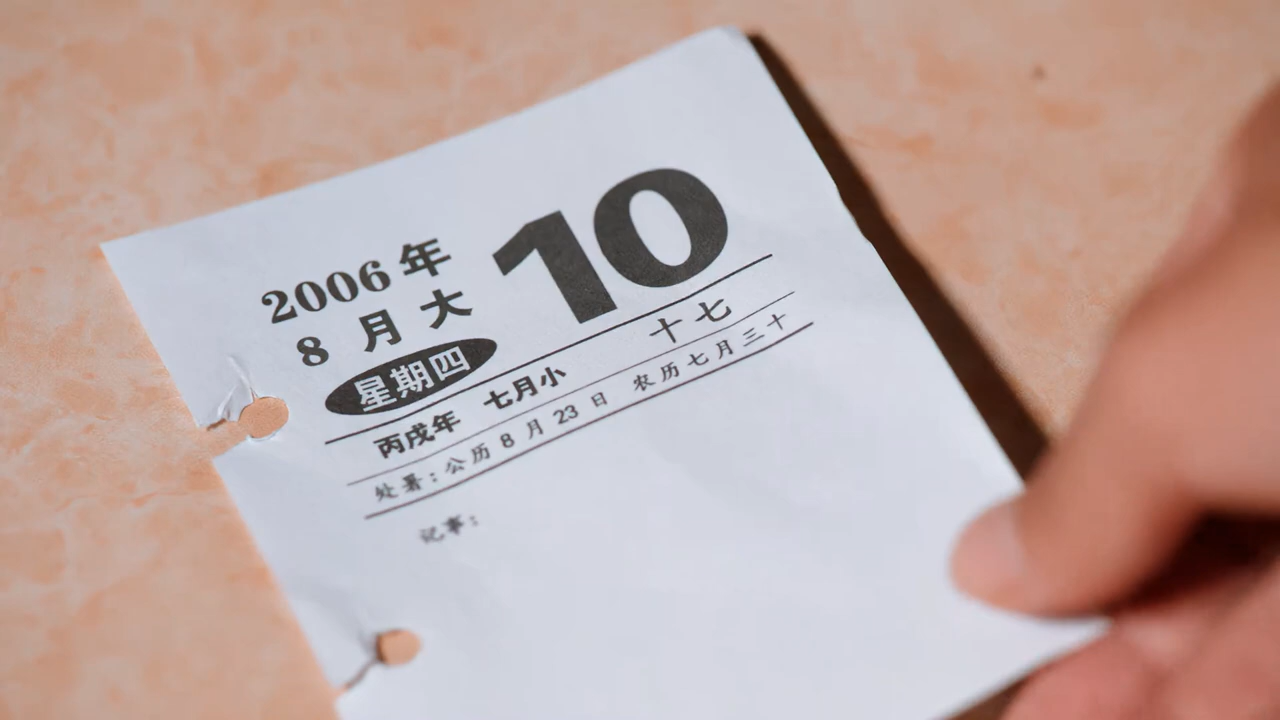 2006年
8月大
10
星期四
丙戌年 七月小 十七
处暑:公历8月23日 农历七月三十
记事: